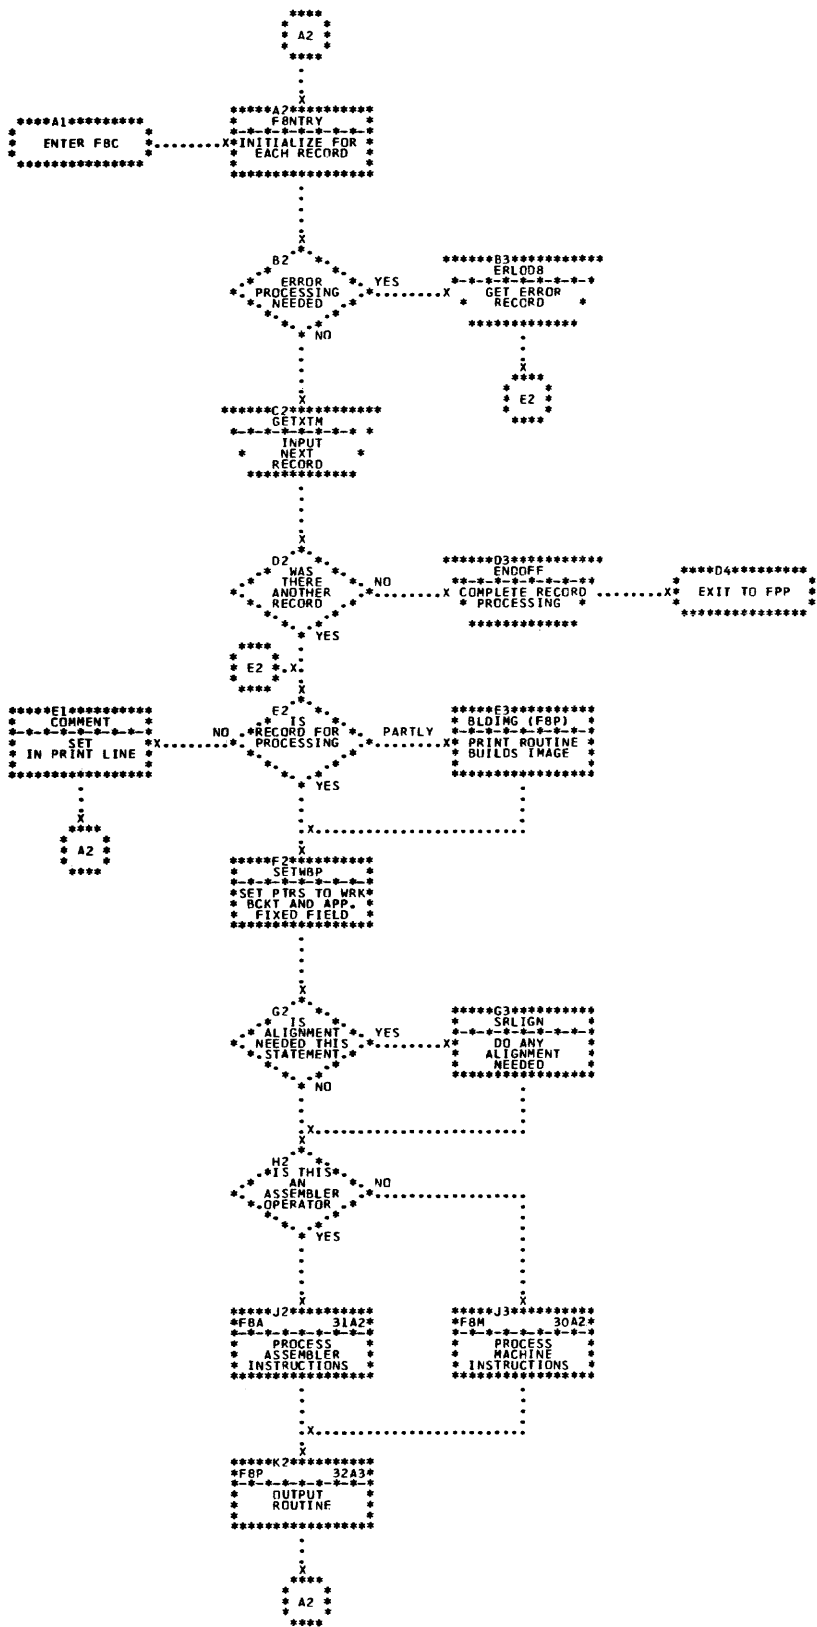 A2
A1
ENTER F8C
A2
F8NTRY
INITIALIZE FOR
EACH RECORD
B2
ERROR
PROCESSING
NEEDED
YES
NO
B3
ERLOD8
GET ERROR
RECORD
E2
C2
GETXTM
INPUT
NEXT
RECORD
D2
WAS
THERE
ANOTHER
RECORD
NO
YES
D3
ENDOFF
COMPLETE RECORD
PROCESSING
D4
EXIT TO FPP
E2
E1
COMMENT
SET
IN PRINT LINE
A2
E2
IS
RECORD FOR
PROCESSING
NO
PARTLY
YES
E3
BLDIMG (F8P)
PRINT ROUTINE
BUILDS IMAGE
F2
SETWBP
SET PTRS TO WRK
BCKT AND APP.
FIXED FIELD
G2
IS
ALIGNMENT
NEEDED THIS
STATEMENT
YES
NO
G3
SRLIGN
DO ANY
ALIGNMENT
NEEDED
H2
IS THIS
AN
ASSEMBLER
OPERATOR
NO
YES
J2
F8A 31A2
PROCESS
ASSEMBLER
INSTRUCTIONS
J3
F8M 30A2
PROCESS
MACHINE
INSTRUCTIONS
K2
F8P 32A3
OUTPUT
ROUTINE
A2